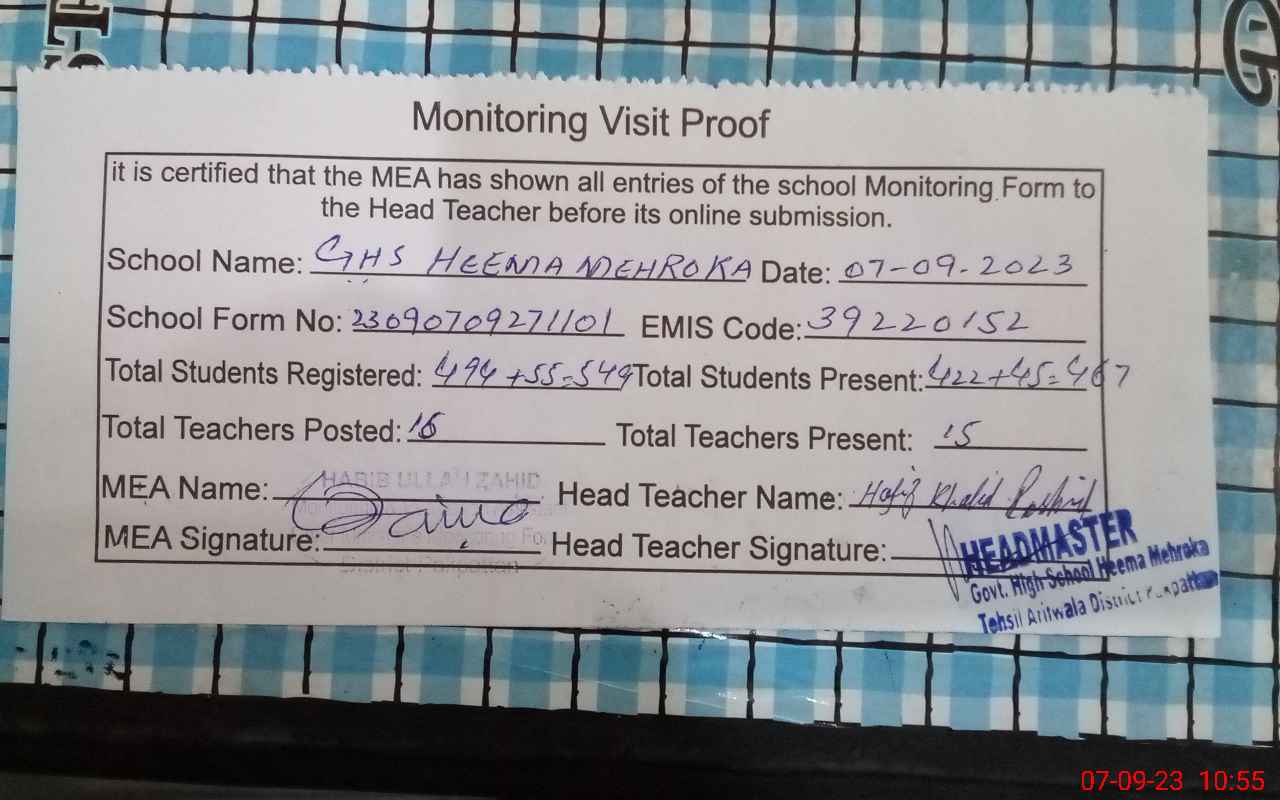 Monitoring Visit Proof
it is certified that the MEA has shown all entries of the school Monitoring Form to
the Head Teacher before its online submission.
School Name: GHS HEEMA MEHROKA Date: 07-09-2023
School Form No: 23090709271101 EMIS Code: 39220152
Total Students Registered: 494+55=549 Total Students Present: 422+45=467
Total Teachers Posted: 16 Total Teachers Present: 15
HABIB ULLAH ZAHID
MEA Name: Head Teacher Name: Hafiz Khalid Rashid
MEA Signature: Head Teacher Signature:
HEADMASTER
Govt. High School Heema Mehroka
Tehsil Arifwala District Pakpattan
District Pakpattan
07-09-23 10:55